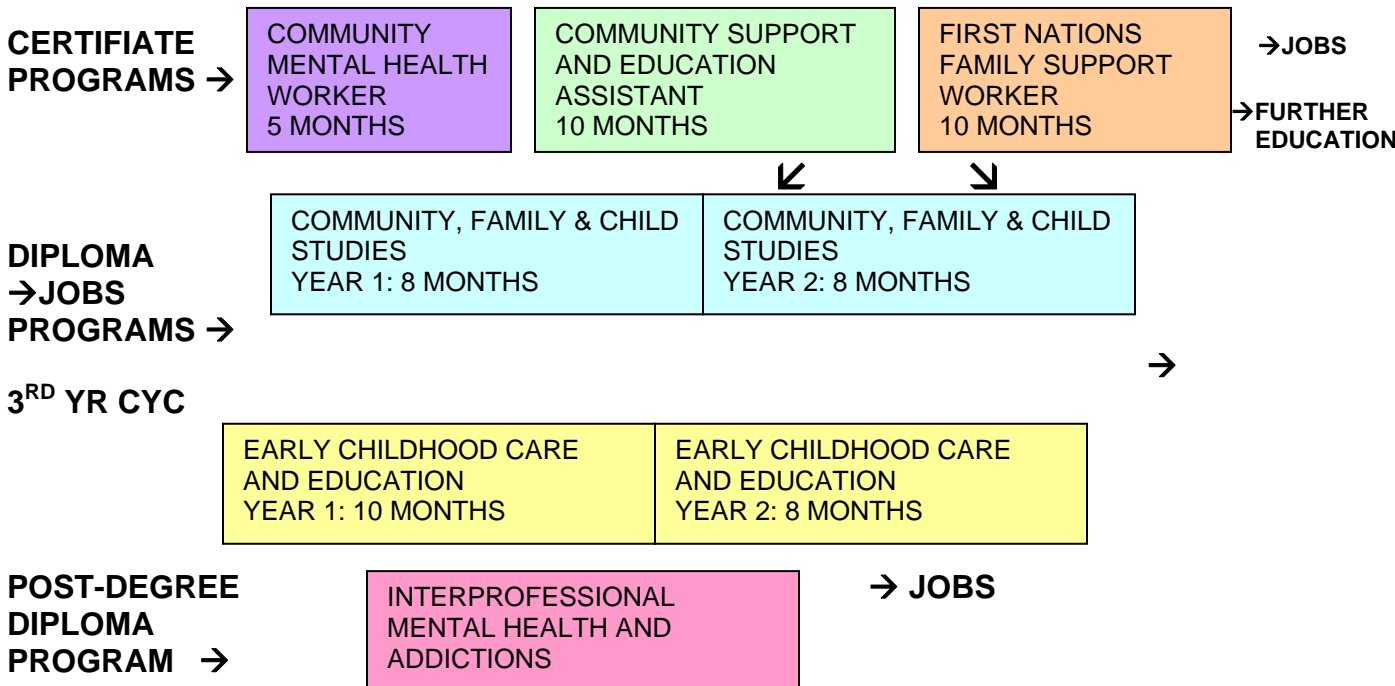 CERTIFIATE
PROGRAMS →
COMMUNITY
MENTAL HEALTH
WORKER
5 MONTHS
COMMUNITY SUPPORT
AND EDUCATION
ASSISTANT
10 MONTHS
FIRST NATIONS
FAMILY SUPPORT
WORKER
10 MONTHS
→JOBS
→FURTHER
EDUCATION
DIPLOMA
→JOBS
PROGRAMS →
COMMUNITY, FAMILY & CHILD
STUDIES
YEAR 1: 8 MONTHS
COMMUNITY, FAMILY & CHILD
STUDIES
YEAR 2: 8 MONTHS
→
3RD YR CYC
EARLY CHILDHOOD CARE
AND EDUCATION
YEAR 1: 10 MONTHS
EARLY CHILDHOOD CARE
AND EDUCATION
YEAR 2: 8 MONTHS
POST-DEGREE
DIPLOMA
PROGRAM →
INTERPROFESSIONAL
MENTAL HEALTH AND
ADDICTIONS
→ JOBS